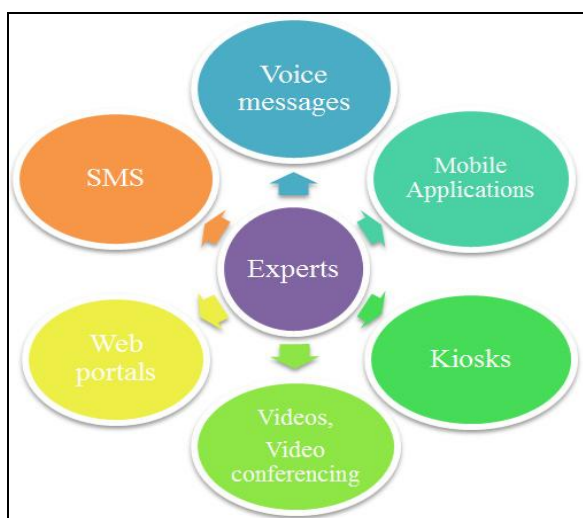 Voice
messages
SMS
Mobile
Applications
Experts
Web
portals
Kiosks
Videos,
Video
conferencing